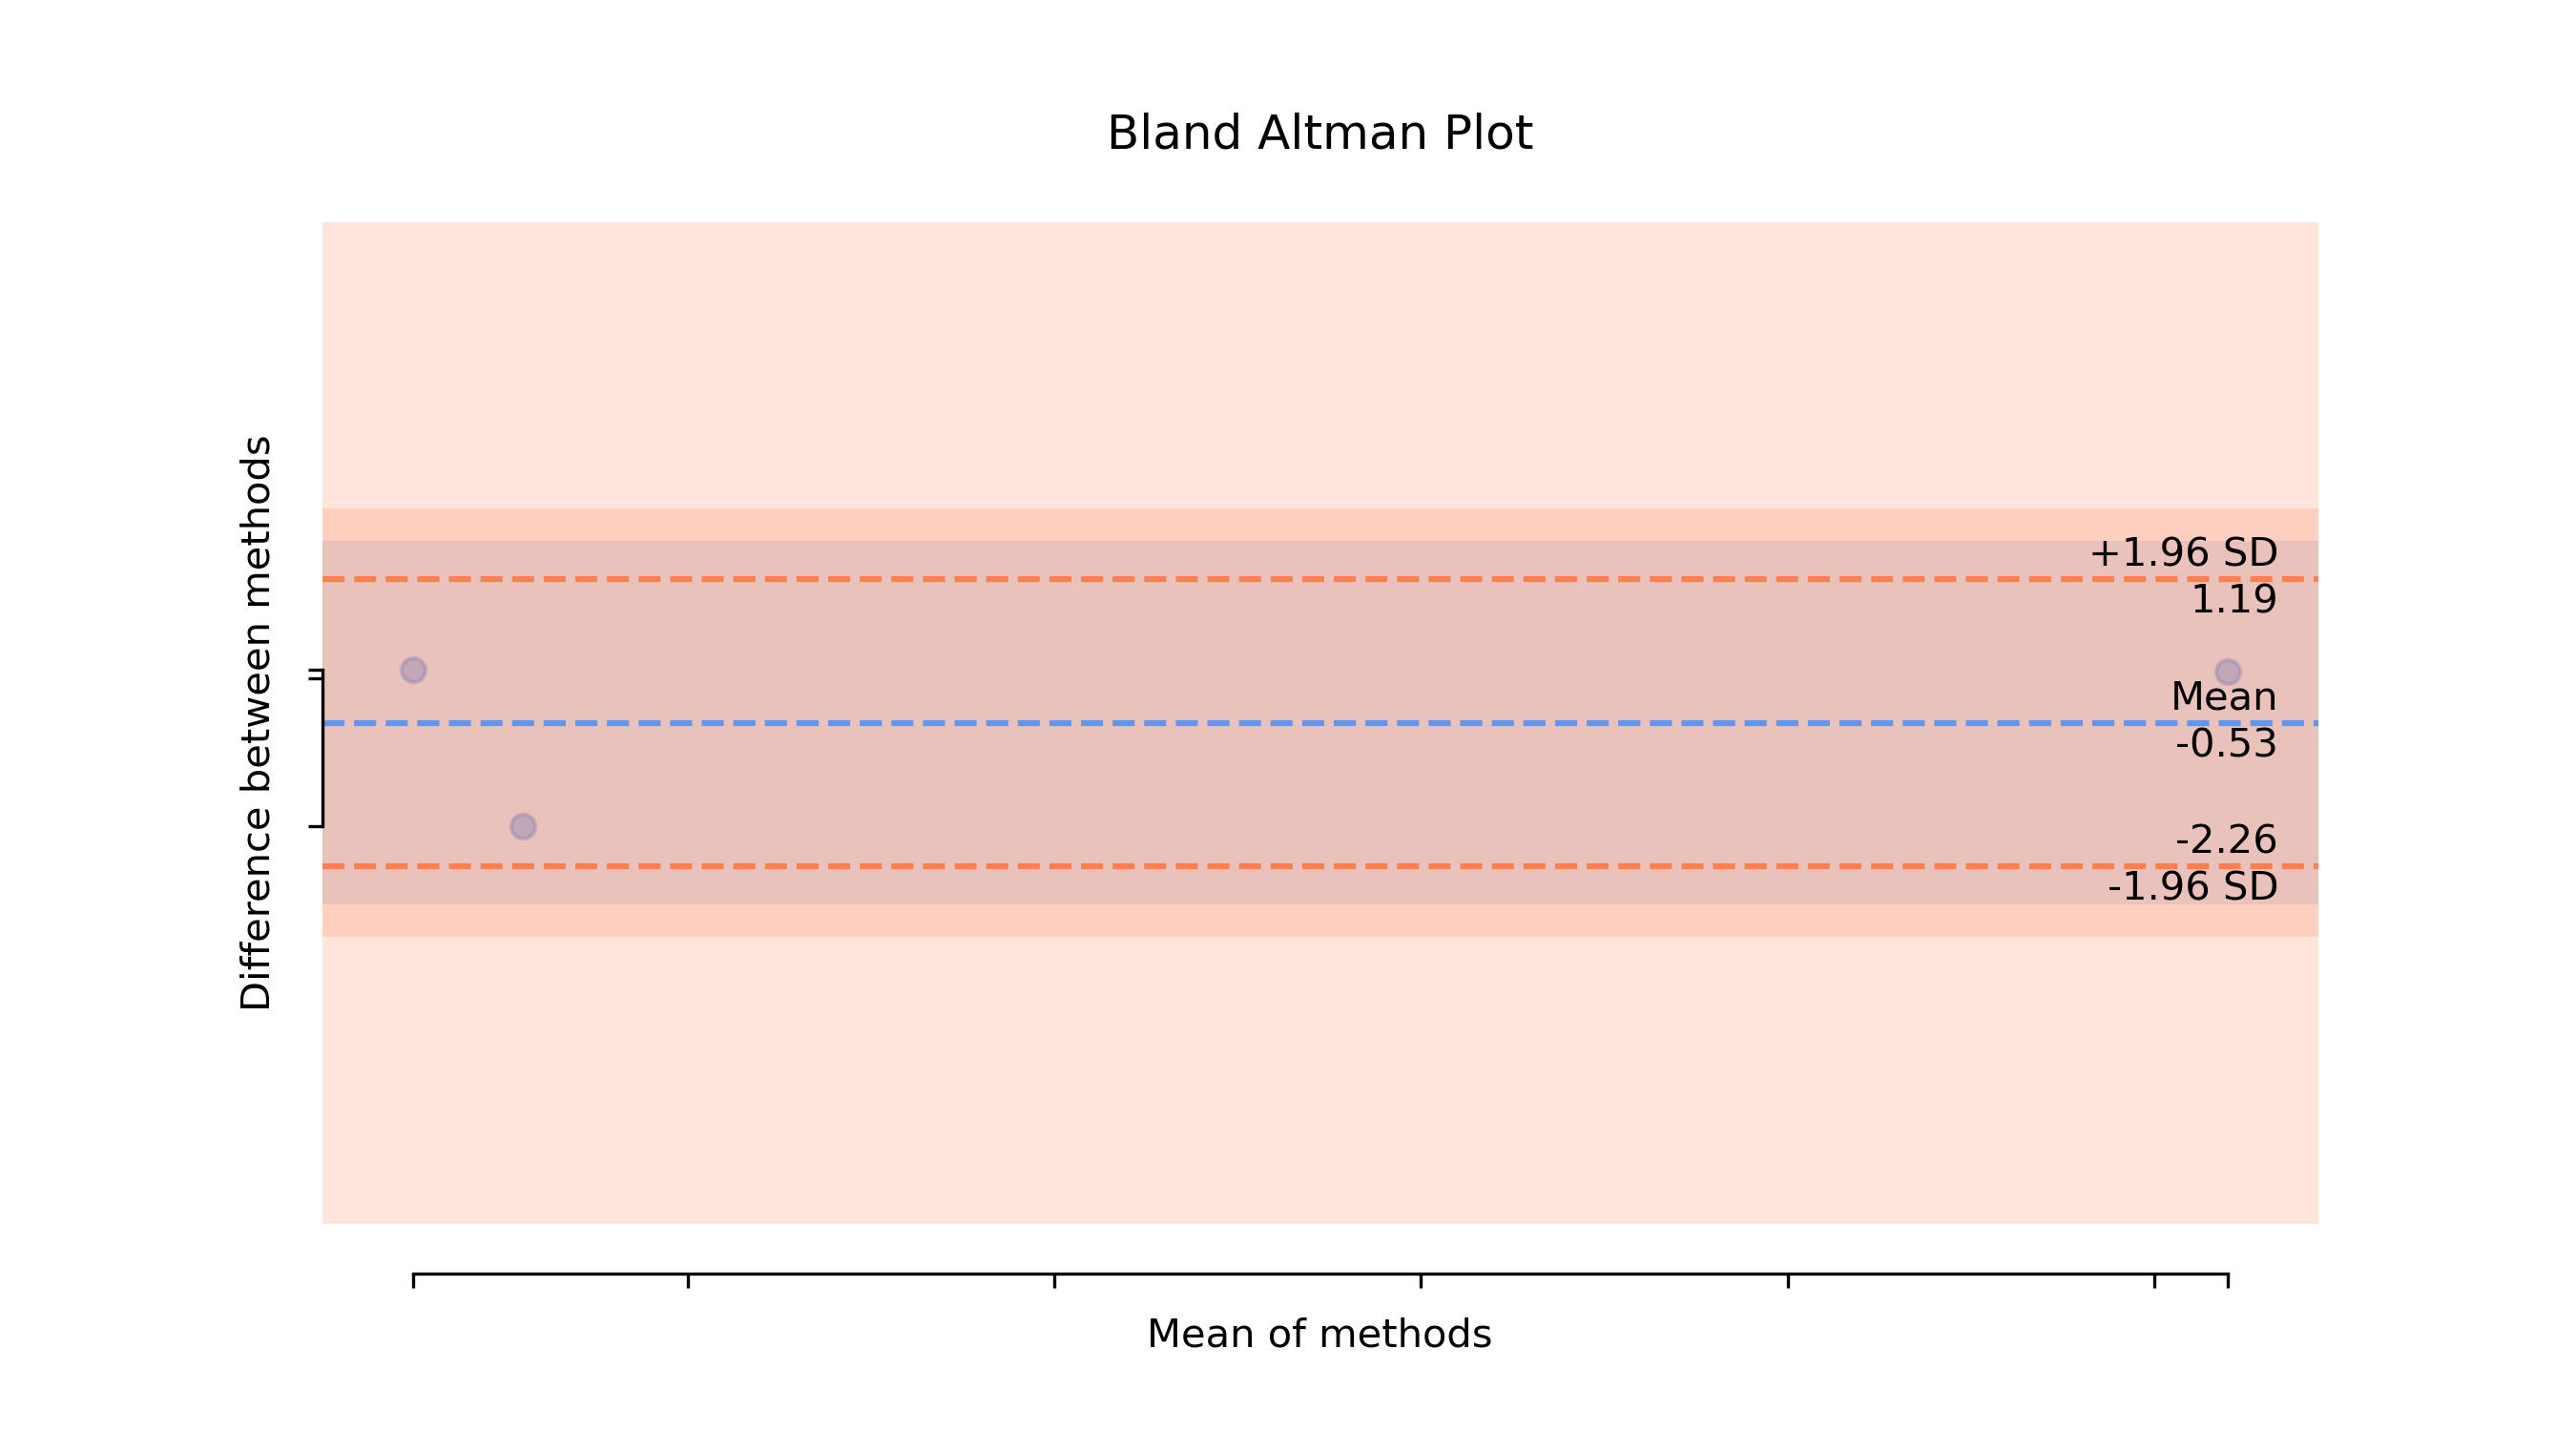 Bland Altman Plot
Difference between methods
+1.96 SD
1.19
Mean
-0.53
-2.26
-1.96 SD
Mean of methods